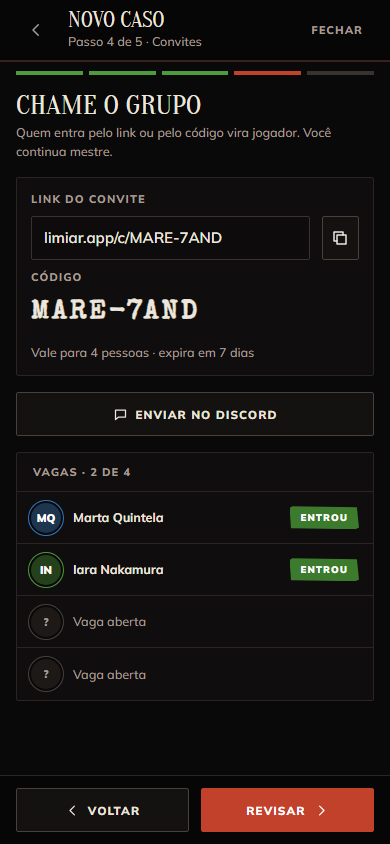 NOVO CASO
Passo 4 de 5 · Convites
FECHAR
CHAME O GRUPO
Quem entra pelo link ou pelo código vira jogador. Você
continua mestre.
LINK DO CONVITE
limiar.app/c/MARE-7AND
CÓDIGO
MARE-7AND
Vale para 4 pessoas · expira em 7 dias
ENVIAR NO DISCORD
VAGAS · 2 DE 4
MQ Marta Quintela ENTROU
IN Iara Nakamura ENTROU
? Vaga aberta
? Vaga aberta
VOLTAR
REVISAR